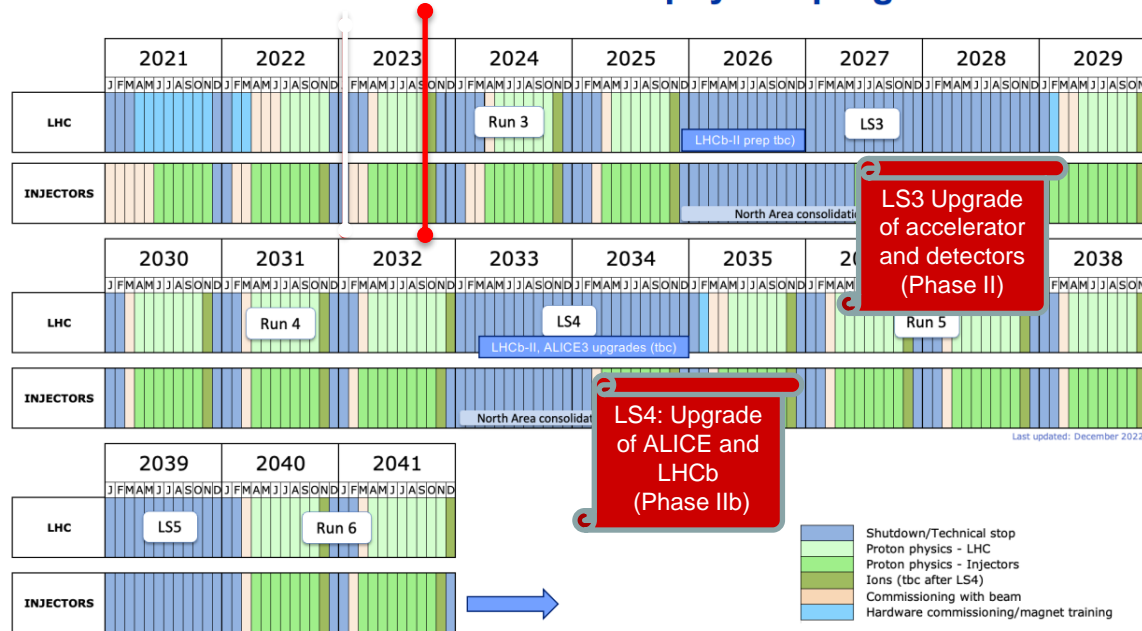 2021 2022 2023 2024 2025 2026 2027 2028 2029
J F M A M J J A S O N D J F M A M J J A S O N D J F M A M J J A S O N D J F M A M J J A S O N D J F M A M J J A S O N D J F M A M J J A S O N D J F M A M J J A S O N D J F M A M J J A S O N D J F M A M J J A S O N
LHC
Run 3
LS3
LHCb-II prep tbc)
INJECTORS
North Area
LS3 Upgrade
of accelerator
and detectors
(Phase II)
2030 2031 2032 2033 2034 2035 2036 2038
LHC
Run 4
LS4
Run 5
LHCb-II, ALICE3 upgrades (tbc)
INJECTORS
North Area
LS4: Upgrade
of ALICE and
LHCb
(Phase IIb)
Last updated: December 2022
2039 2040 2041
J F M A M J J A S O N D J F M A M J J A S O N D J F M A M J J A S O N D
LHC
LS5
Run 6
INJECTORS
Shutdown/Technical stop
Proton physics - LHC
Proton physics - Injectors
Ions (tbc after LS4)
Commissioning with beam
Hardware commissioning/magnet training